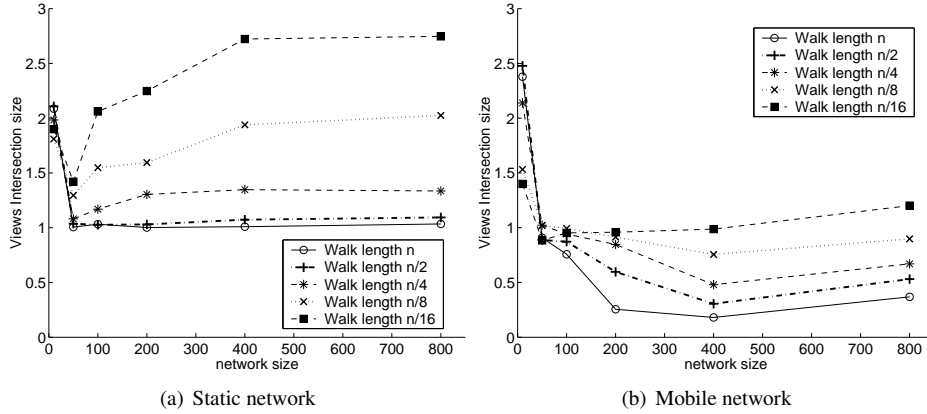 3
2.5
2
1.5
1
0.5
0
Views Intersection size
0 100 200 300 400 500 600 700 800
network size
Walk length n
Walk length n/2
Walk length n/4
Walk length n/8
Walk length n/16
(a) Static network
3
2.5
2
1.5
1
0.5
0
Views Intersection size
0 100 200 300 400 500 600 700 800
network size
Walk length n
Walk length n/2
Walk length n/4
Walk length n/8
Walk length n/16
(b) Mobile network